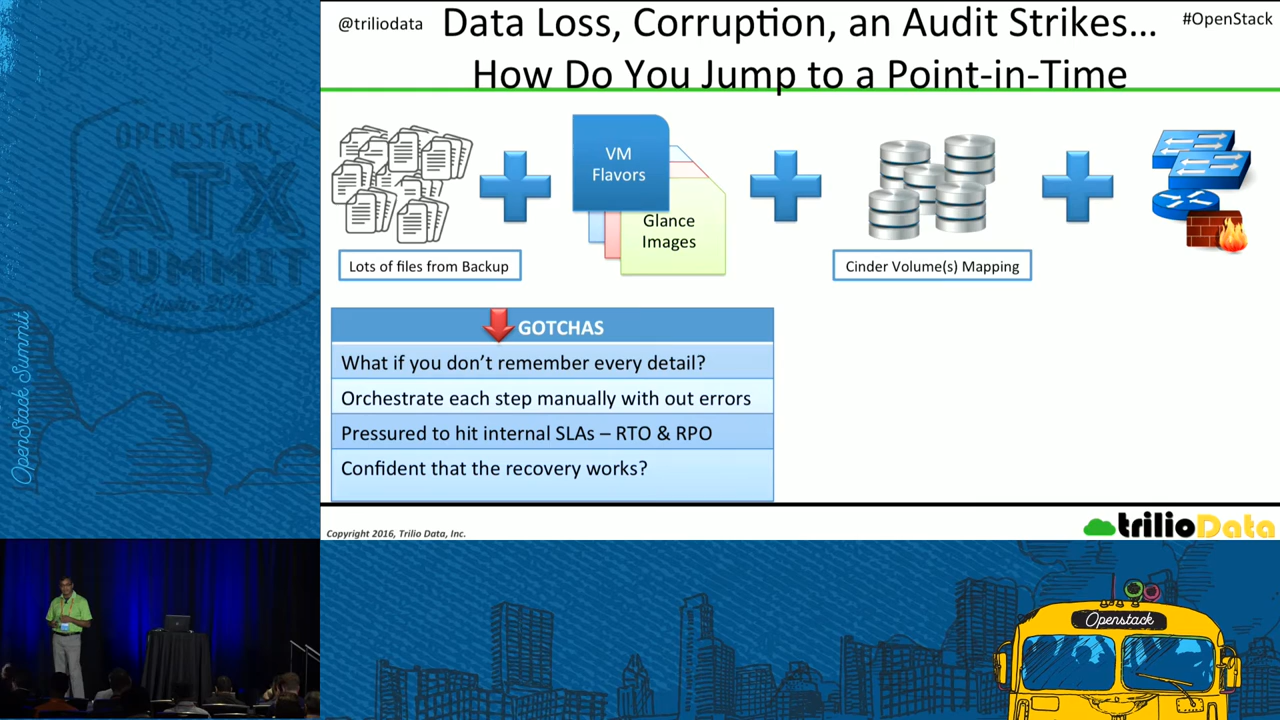 @triliodata
Data Loss, Corruption, an Audit Strikes...
#OpenStack
How Do You Jump to a Point-in-Time
VM
Flavors
Glance
Images
Lots of files from Backup
Cinder Volume(s) Mapping
GOTCHAS
What if you don't remember every detail?
Orchestrate each step manually with out errors
Pressured to hit internal SLAs – RTO & RPO
Confident that the recovery works?
Copyright 2016, Trilio Data, Inc.
trilioData
OPENSTACK
ATX
SUMMIT
Austin 2016
OpenStack Summit
Openstack